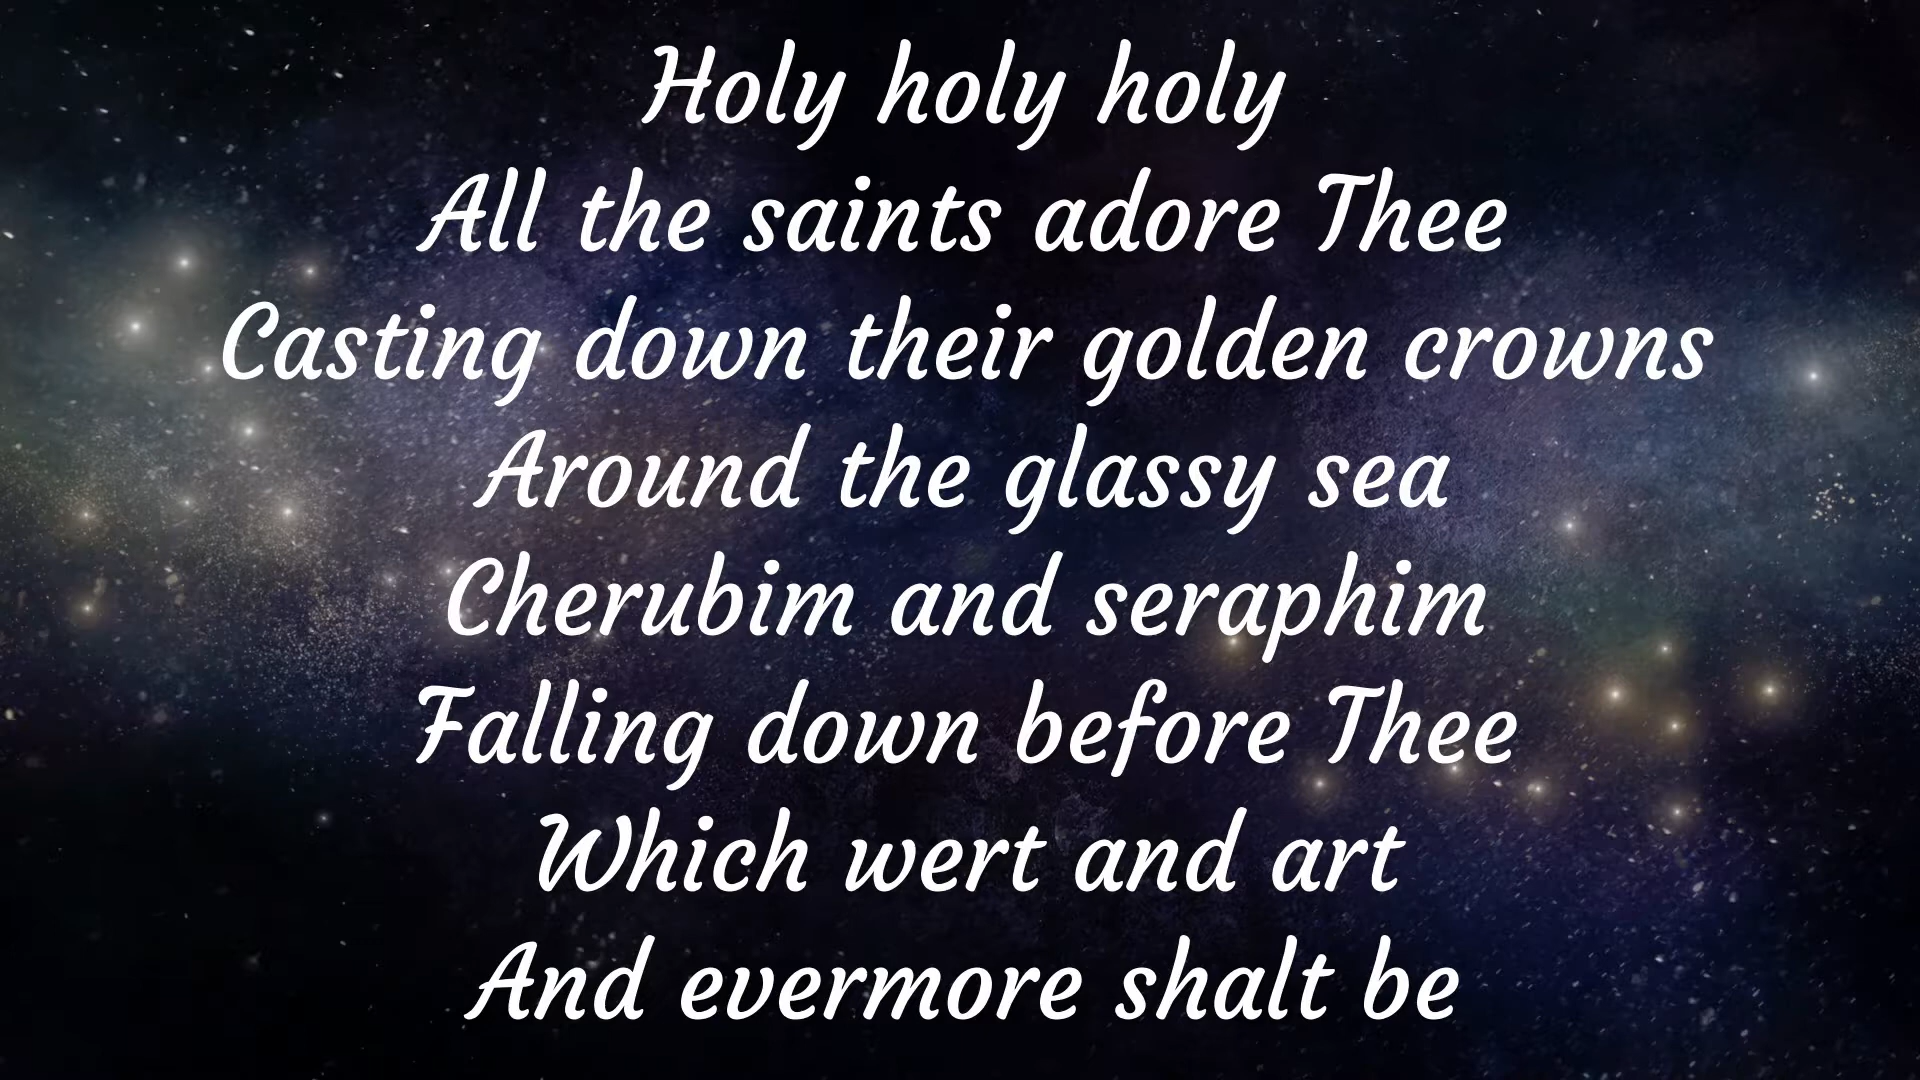 Holy holy holy
All the saints adore Thee
Casting down their golden crowns
Around the glassy sea
Cherubim and seraphim
Falling down before Thee
Which wert and art
And evermore shalt be